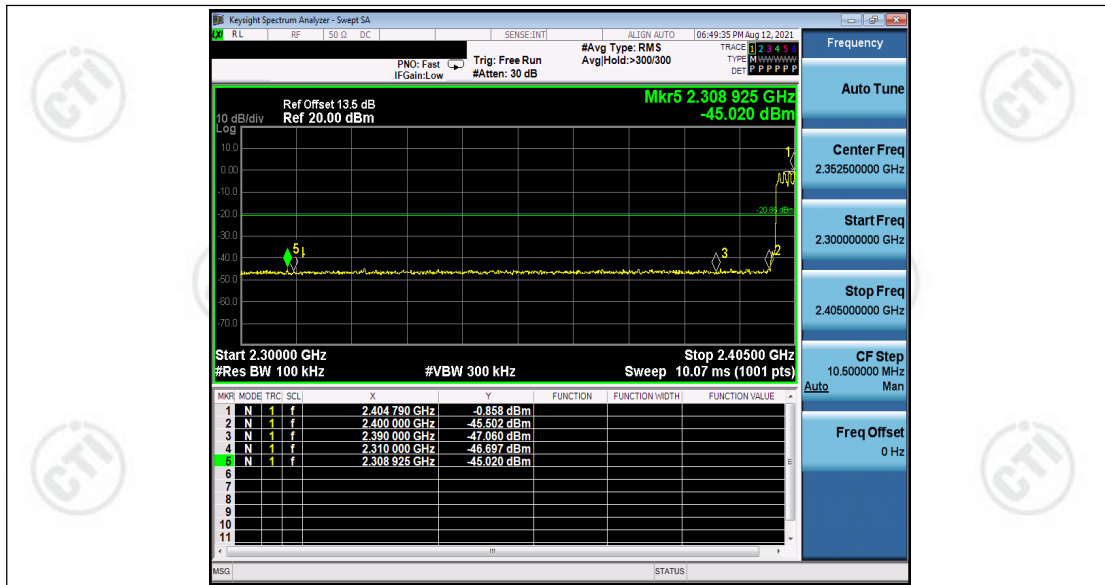 Keysight Spectrum Analyzer - Swept SA
LXI RL RF 50 Ω DC SENSE:INT ALIGN AUTO 06:49:35 PM Aug 12, 2021
PNO: Fast
IFGain:Low
Trig: Free Run
#Atten: 30 dB
#Avg Type: RMS
Avg|Hold:>300/300
TRACE 1 2 3 4 5 6
TYPE M WWWWW
DET P P P P P P
Mkr5 2.308 925 GHz
-45.020 dBm
Ref Offset 13.5 dB
10 dB/div Ref 20.00 dBm
Log
10.0
0.00
-10.0
-20.0
-30.0
-40.0
-50.0
-60.0
-70.0
1
-20.86 dBm
5
3
2
Start 2.30000 GHz Stop 2.40500 GHz
#Res BW 100 kHz #VBW 300 kHz Sweep 10.07 ms (1001 pts)
MKR MODE TRC SCL X Y FUNCTION FUNCTION WIDTH FUNCTION VALUE
1 N 1 f 2.404 790 GHz -0.858 dBm
2 N 1 f 2.400 000 GHz -45.502 dBm
3 N 1 f 2.390 000 GHz -47.060 dBm
4 N 1 f 2.310 000 GHz -46.697 dBm
5 N 1 f 2.308 925 GHz -45.020 dBm
6
7
8
9
10
11
MSG STATUS
Frequency
Auto Tune
Center Freq
2.352500000 GHz
Start Freq
2.300000000 GHz
Stop Freq
2.405000000 GHz
CF Step
10.500000 MHz
Auto Man
Freq Offset
0 Hz
CTI
CTI
CTI
CTI